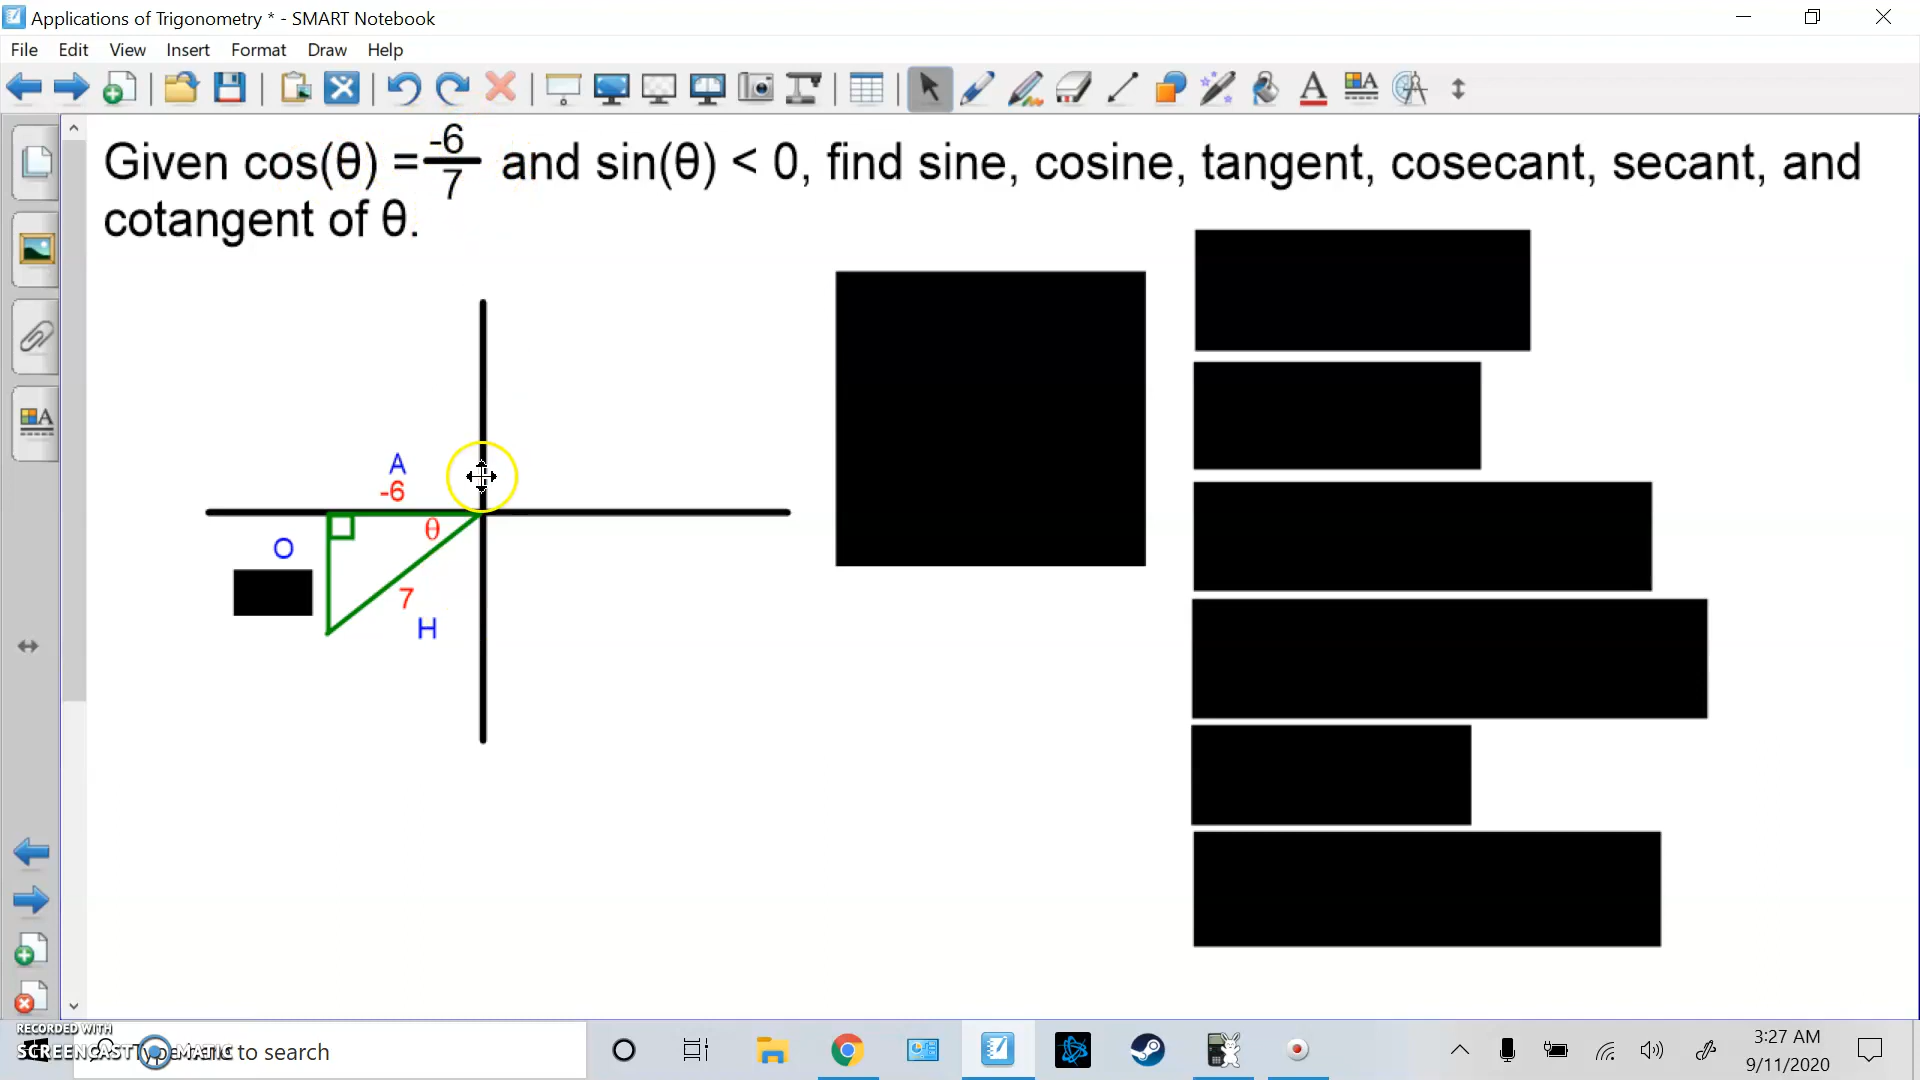 Applications of Trigonometry * - SMART Notebook
File Edit View Insert Format Draw Help
Given cos(θ) = -6/7 and sin(θ) < 0, find sine, cosine, tangent, cosecant, secant, and
cotangent of θ.
A
-6
θ
O
7
H
RECORDED WITH
SCREENCAST MATIC
to search
3:27 AM
9/11/2020